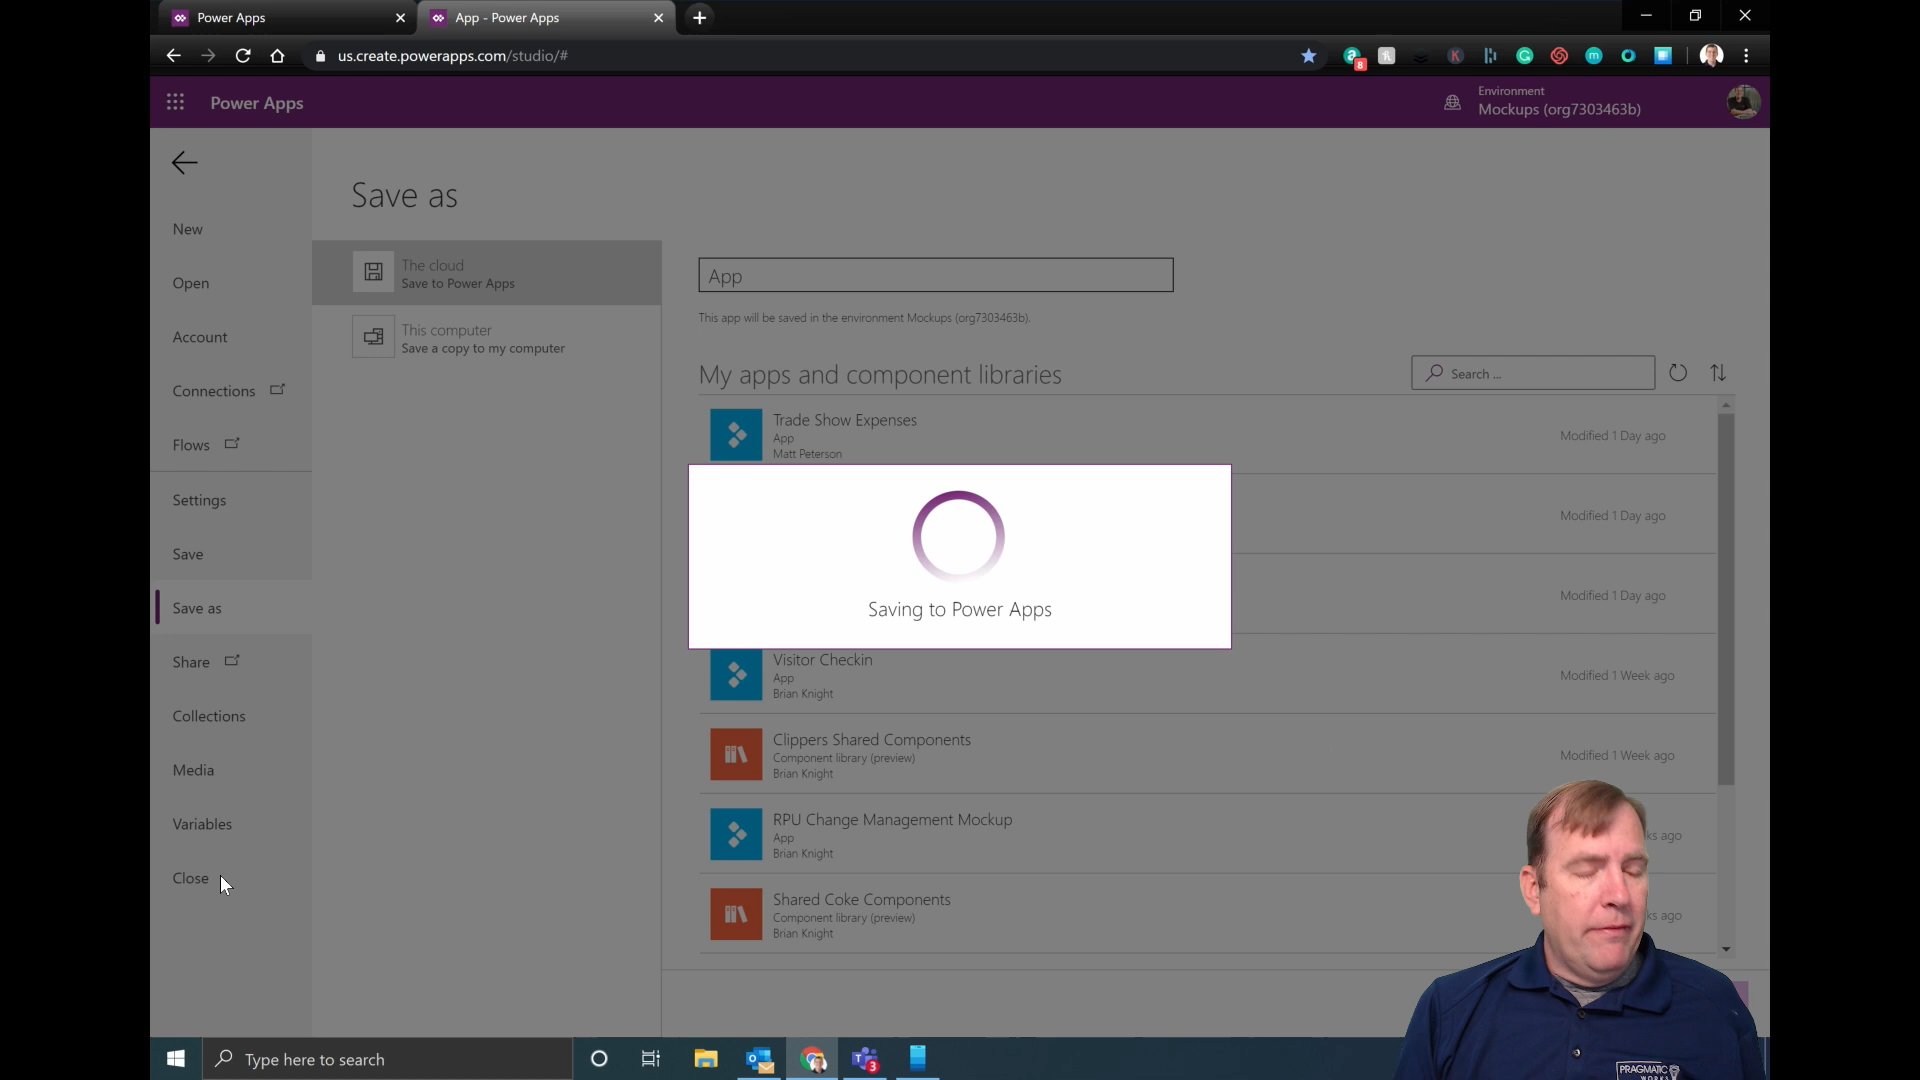 Power Apps
App - Power Apps
us.create.powerapps.com/studio/#
8
Power Apps
Environment
Mockups (org7303463b)
Save as
New
Open
Account
Connections
Flows
Settings
Save
Save as
Share
Collections
Media
Variables
Close
The cloud
Save to Power Apps
This computer
Save a copy to my computer
App
This app will be saved in the environment Mockups (org7303463b).
My apps and component libraries
Search ...
Trade Show Expenses
App
Matt Peterson
Modified 1 Day ago
Modified 1 Day ago
Modified 1 Day ago
Saving to Power Apps
Visitor Checkin
App
Brian Knight
Modified 1 Week ago
Clippers Shared Components
Component library (preview)
Brian Knight
Modified 1 Week ago
RPU Change Management Mockup
App
Brian Knight
ks ago
Shared Coke Components
Component library (preview)
Brian Knight
ks ago
PRAGMATIC
WORKS
Type here to search
3